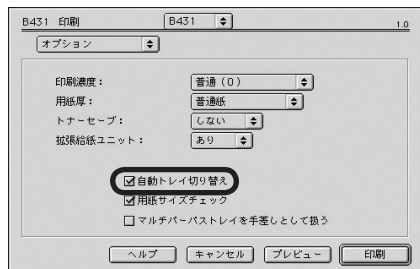 B431 印刷 B431 1.0
オプション
印刷濃度： 普通（0）
用紙厚： 普通紙
トナーセーブ： しない
拡張給紙ユニット： あり
自動トレイ切り替え
用紙サイズチェック
マルチパーパストレイを手差しとして扱う
ヘルプ キャンセル プレビュー 印刷